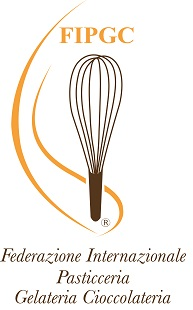 FIPGC
®
Federazione Internazionale
Pasticceria
Gelateria Cioccolateria